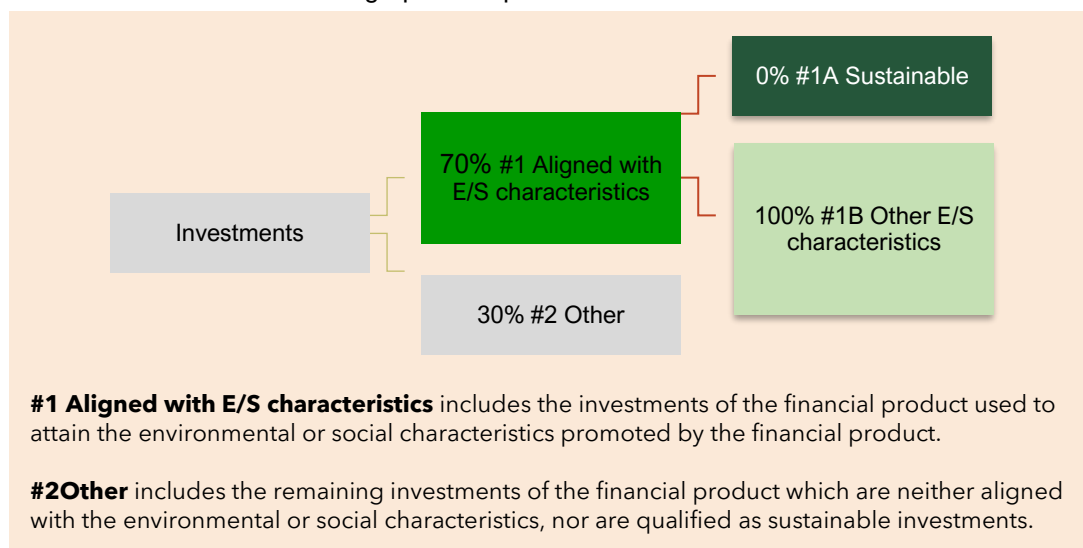 0% #1A Sustainable
70% #1 Aligned with
E/S characteristics
Investments
100% #1B Other E/S
characteristics
30% #2 Other
#1 Aligned with E/S characteristics includes the investments of the financial product used to
attain the environmental or social characteristics promoted by the financial product.
#2Other includes the remaining investments of the financial product which are neither aligned
with the environmental or social characteristics, nor are qualified as sustainable investments.